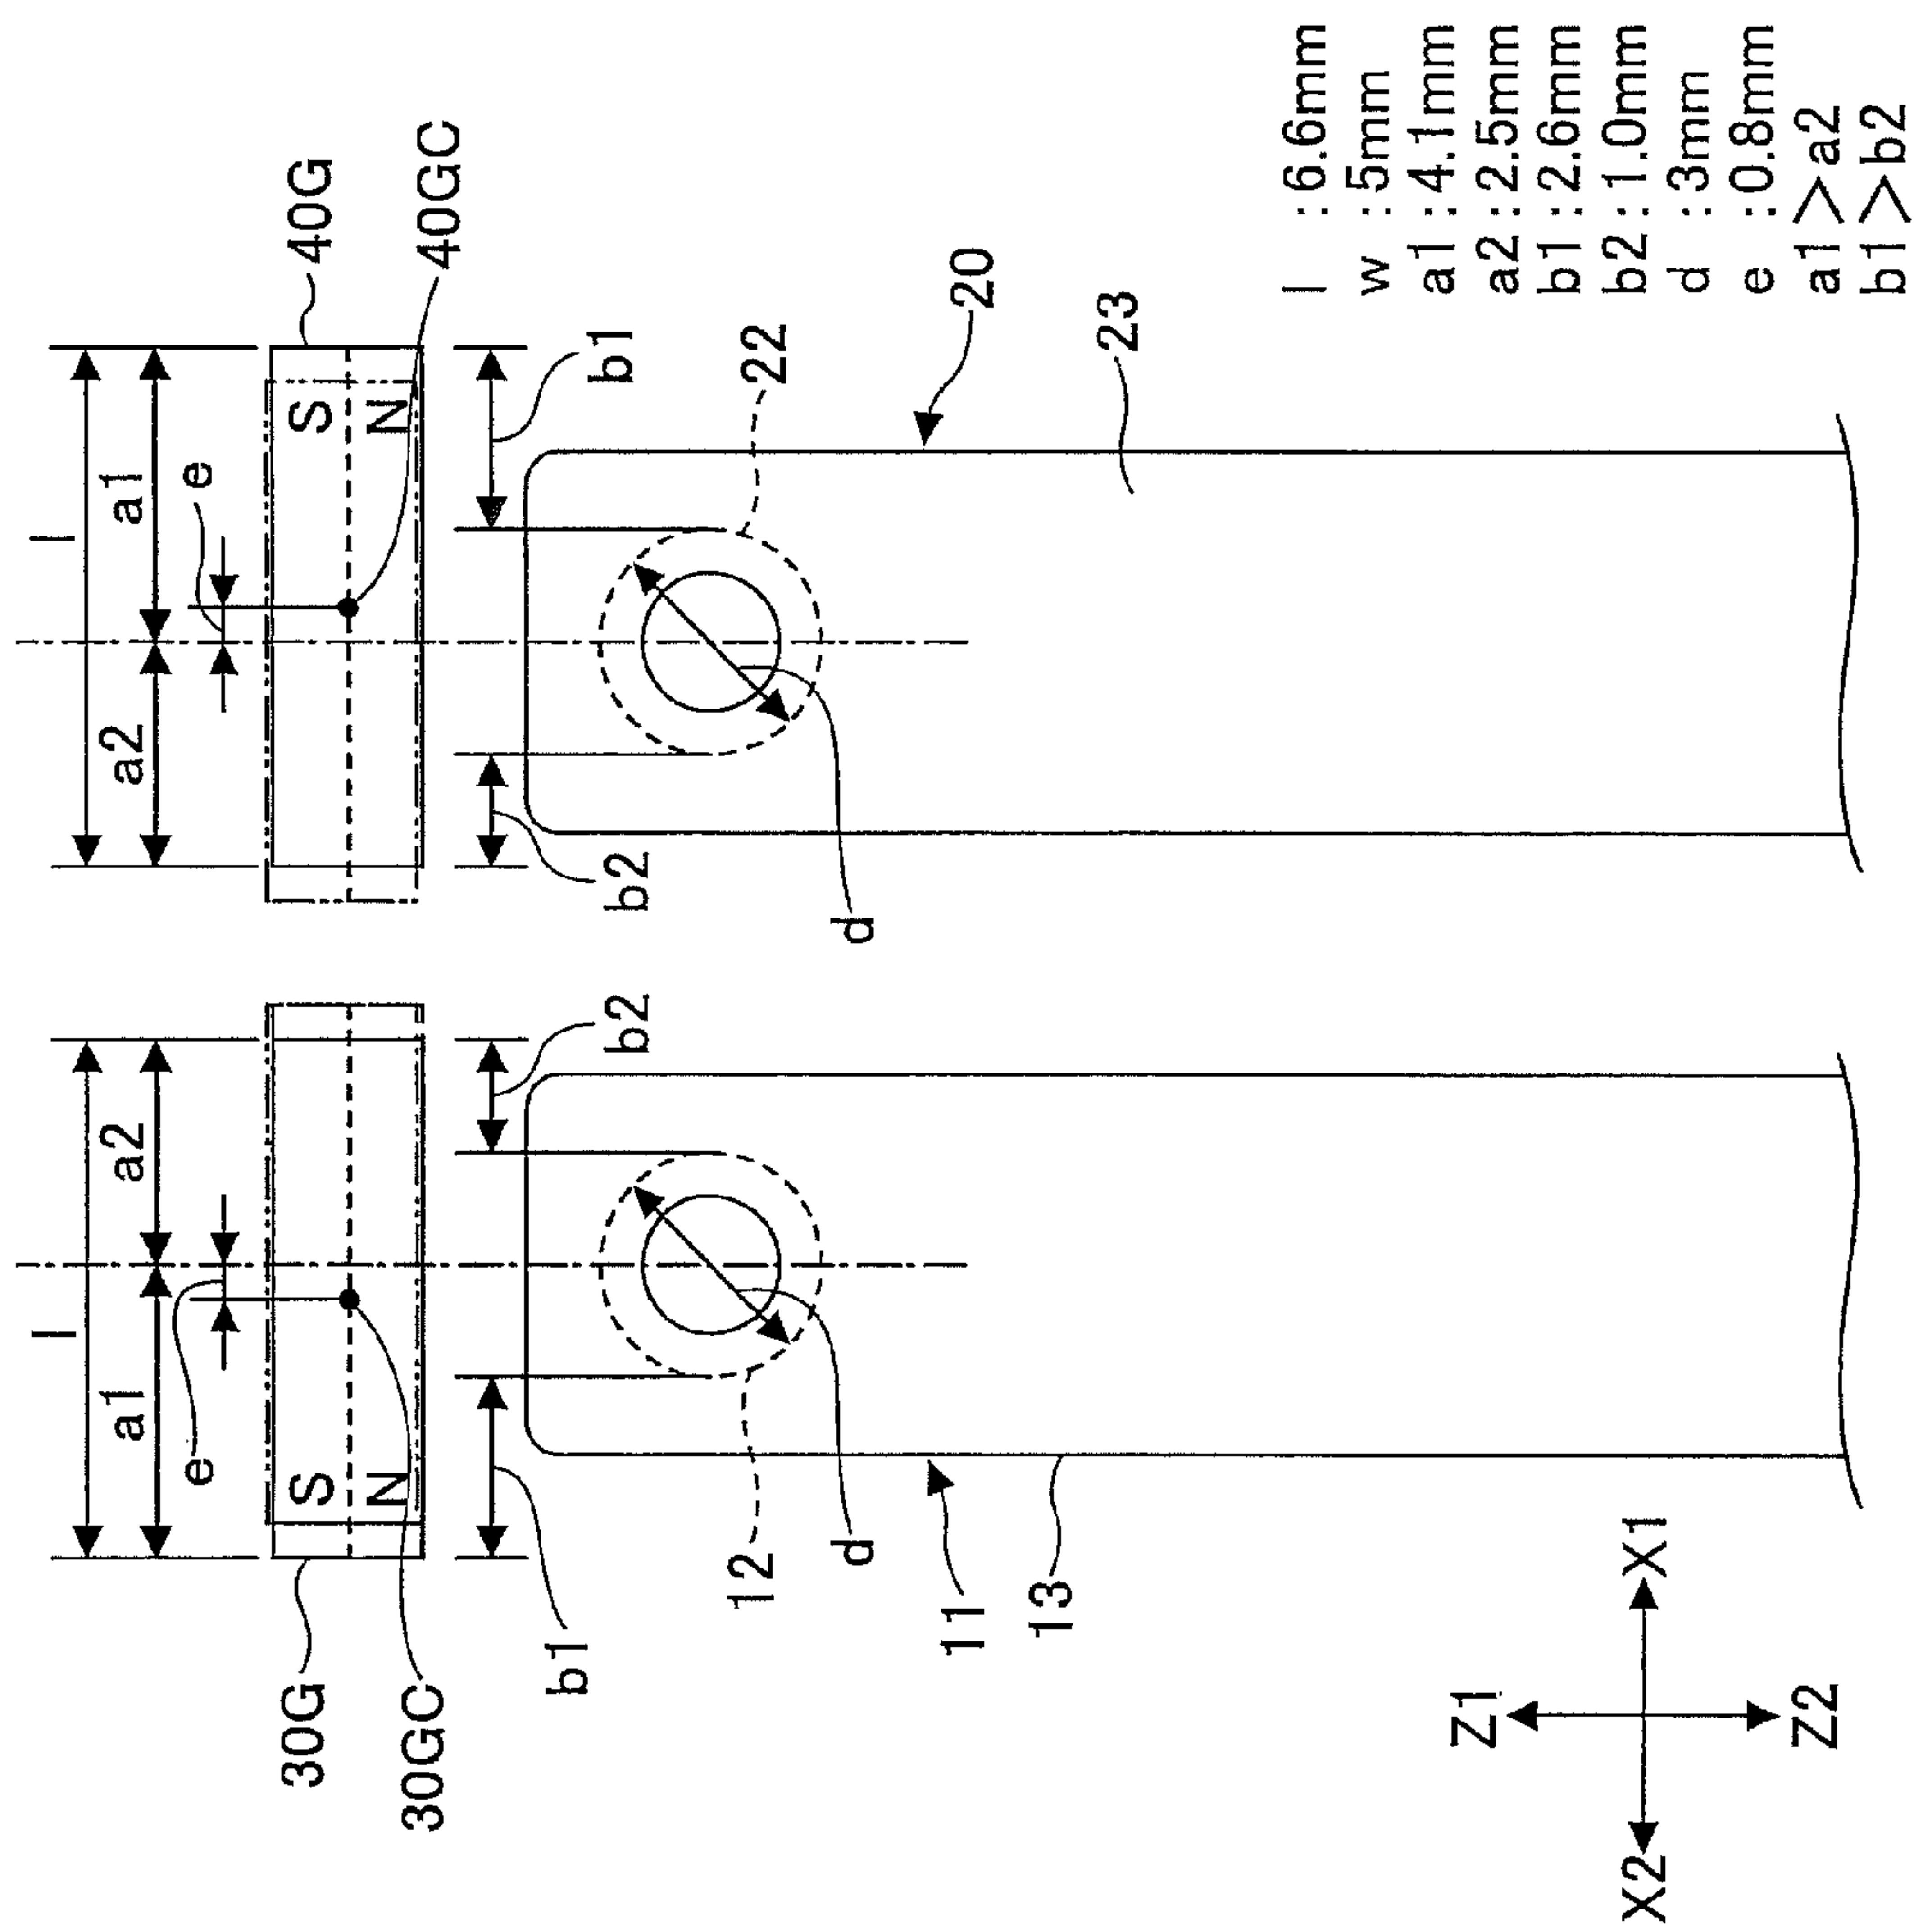 l
l
a1
a2
a2
a1
e
e
S
N
S
N
30G
30GC
40G
40GC
b1
b2
b2
b1
12
22
d
d
11
13
20
23
Z1
Z2
X2
X1
l :6.6mm
w :5mm
a1:4.1mm
a2:2.5mm
b1:2.6mm
b2:1.0mm
d :3mm
e :0.8mm
a1>a2
b1>b2